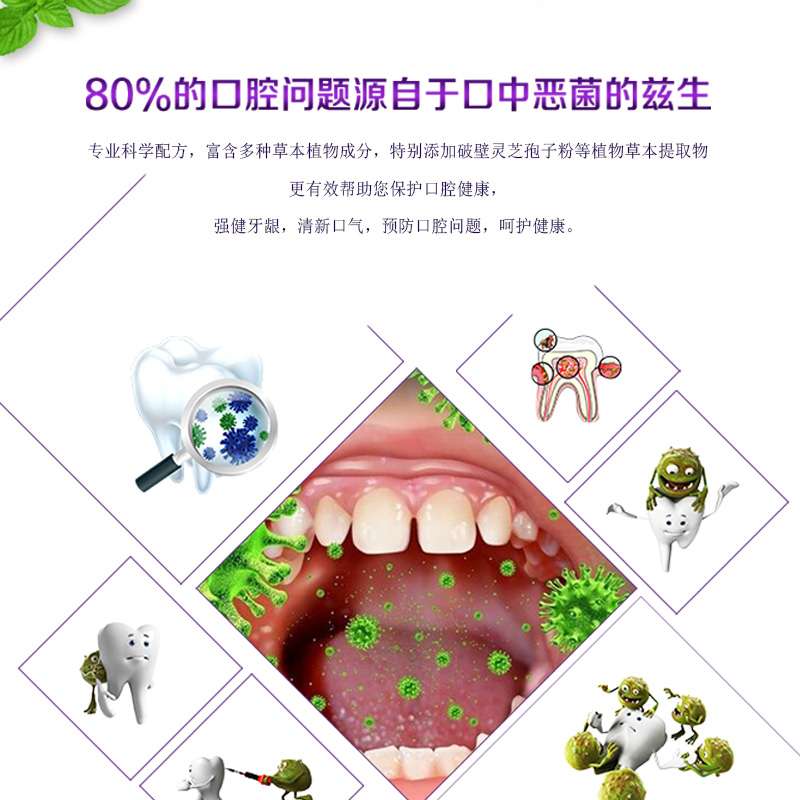 80%的口腔问题源自于口中恶菌的兹生
专业科学配方，富含多种草本植物成分，特别添加破壁灵芝孢子粉等植物草本提取物
更有效帮助您保护口腔健康，
强健牙龈，清新口气，预防口腔问题，呵护健康。